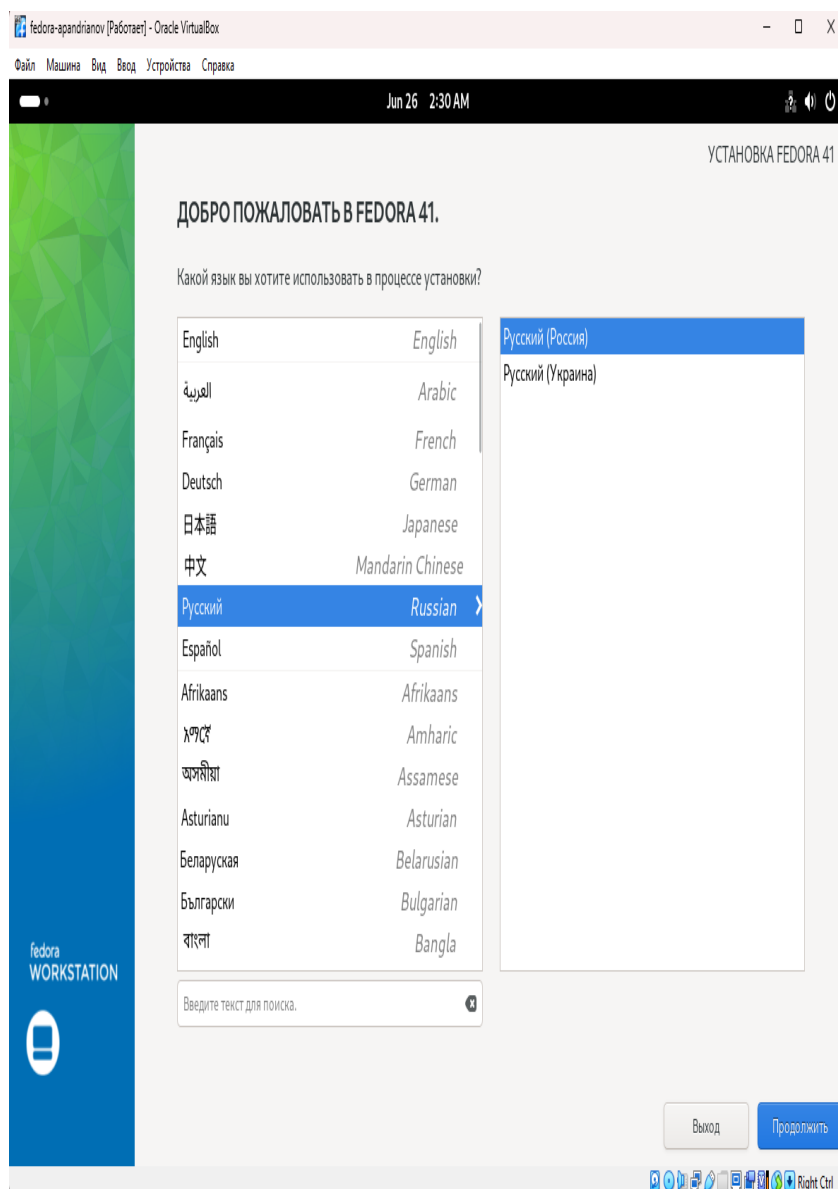 fedora-apandrianov [Работает] - Oracle VirtualBox
Файл Машина Вид Ввод Устройства Справка
Jun 26 2:30 AM
УСТАНОВКА FEDORA 41
ДОБРО ПОЖАЛОВАТЬ В FEDORA 41.
Какой язык вы хотите использовать в процессе установки?
English English
العربية Arabic
Français French
Deutsch German
日本語 Japanese
中文 Mandarin Chinese
Русский Russian
Español Spanish
Afrikaans Afrikaans
አማርኛ Amharic
অসমীয়া Assamese
Asturianu Asturian
Беларуская Belarusian
Български Bulgarian
বাংলা Bangla
Русский (Россия)
Русский (Украина)
Введите текст для поиска.
fedora
WORKSTATION
Выход Продолжить
Right Ctrl